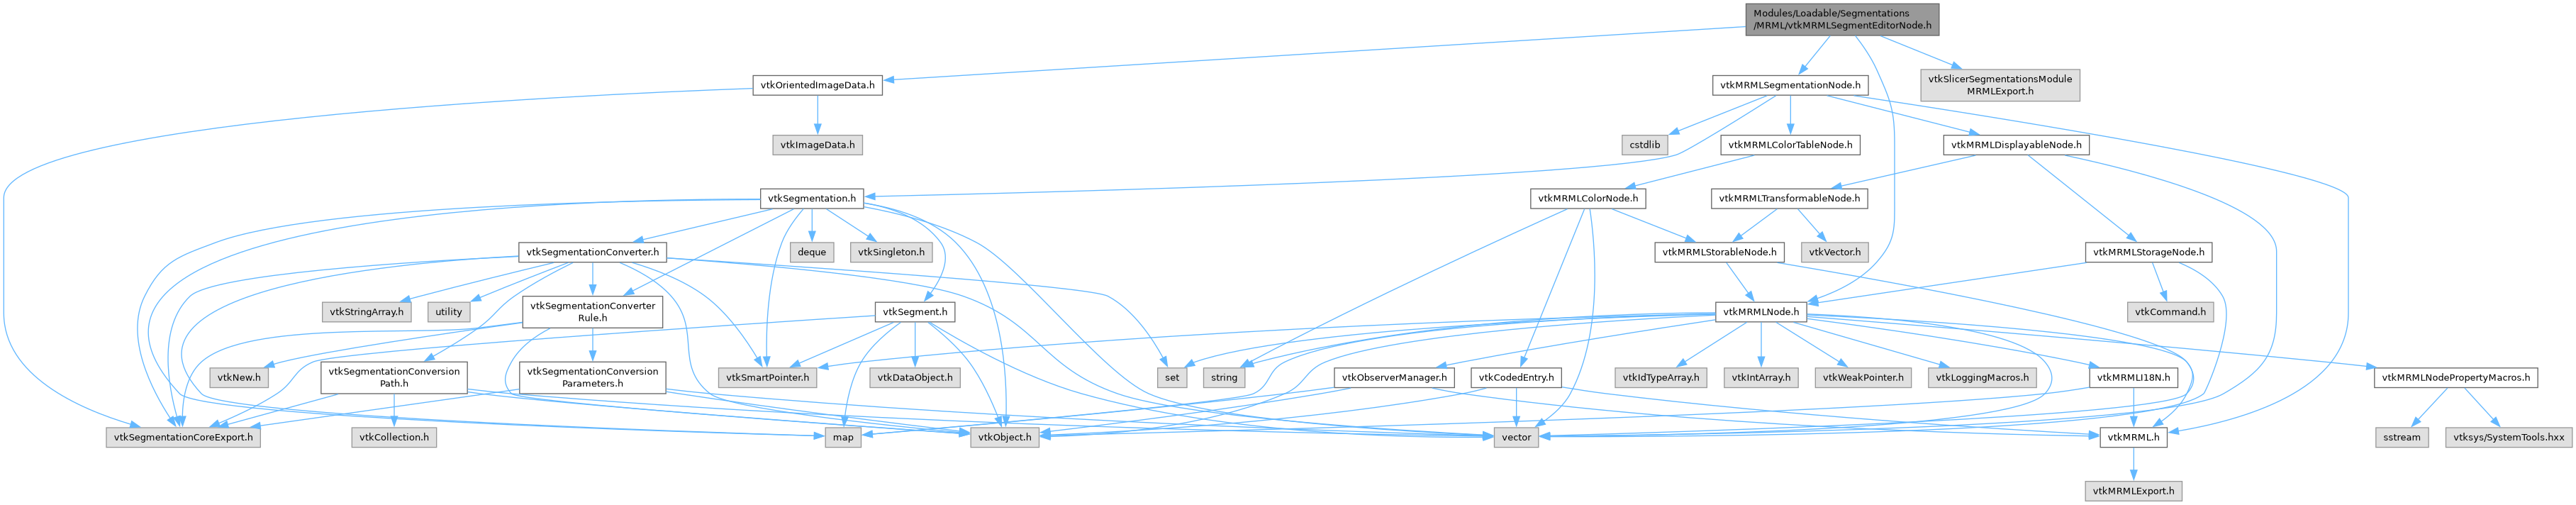 Modules/Loadable/Segmentations
/MRML/vtkMRMLSegmentEditorNode.h
vtkOrientedImageData.h
vtkMRMLSegmentationNode.h
vtkSlicerSegmentationsModule
MRMLExport.h
vtkImageData.h
cstdlib
vtkMRMLColorTableNode.h
vtkMRMLDisplayableNode.h
vtkSegmentation.h
vtkMRMLColorNode.h
vtkMRMLTransformableNode.h
vtkSegmentationConverter.h
deque
vtkSingleton.h
vtkMRMLStorableNode.h
vtkVector.h
vtkMRMLStorageNode.h
vtkStringArray.h
utility
vtkSegmentationConverter
Rule.h
vtkSegment.h
vtkMRMLNode.h
vtkCommand.h
vtkNew.h
vtkSegmentationConversion
Path.h
vtkSegmentationConversion
Parameters.h
vtkSmartPointer.h
vtkDataObject.h
set
string
vtkObserverManager.h
vtkCodedEntry.h
vtkIdTypeArray.h
vtkIntArray.h
vtkWeakPointer.h
vtkLoggingMacros.h
vtkMRMLI18N.h
vtkMRMLNodePropertyMacros.h
vtkSegmentationCoreExport.h
vtkCollection.h
map
vtkObject.h
vector
vtkMRML.h
sstream
vtksys/SystemTools.hxx
vtkMRMLExport.h